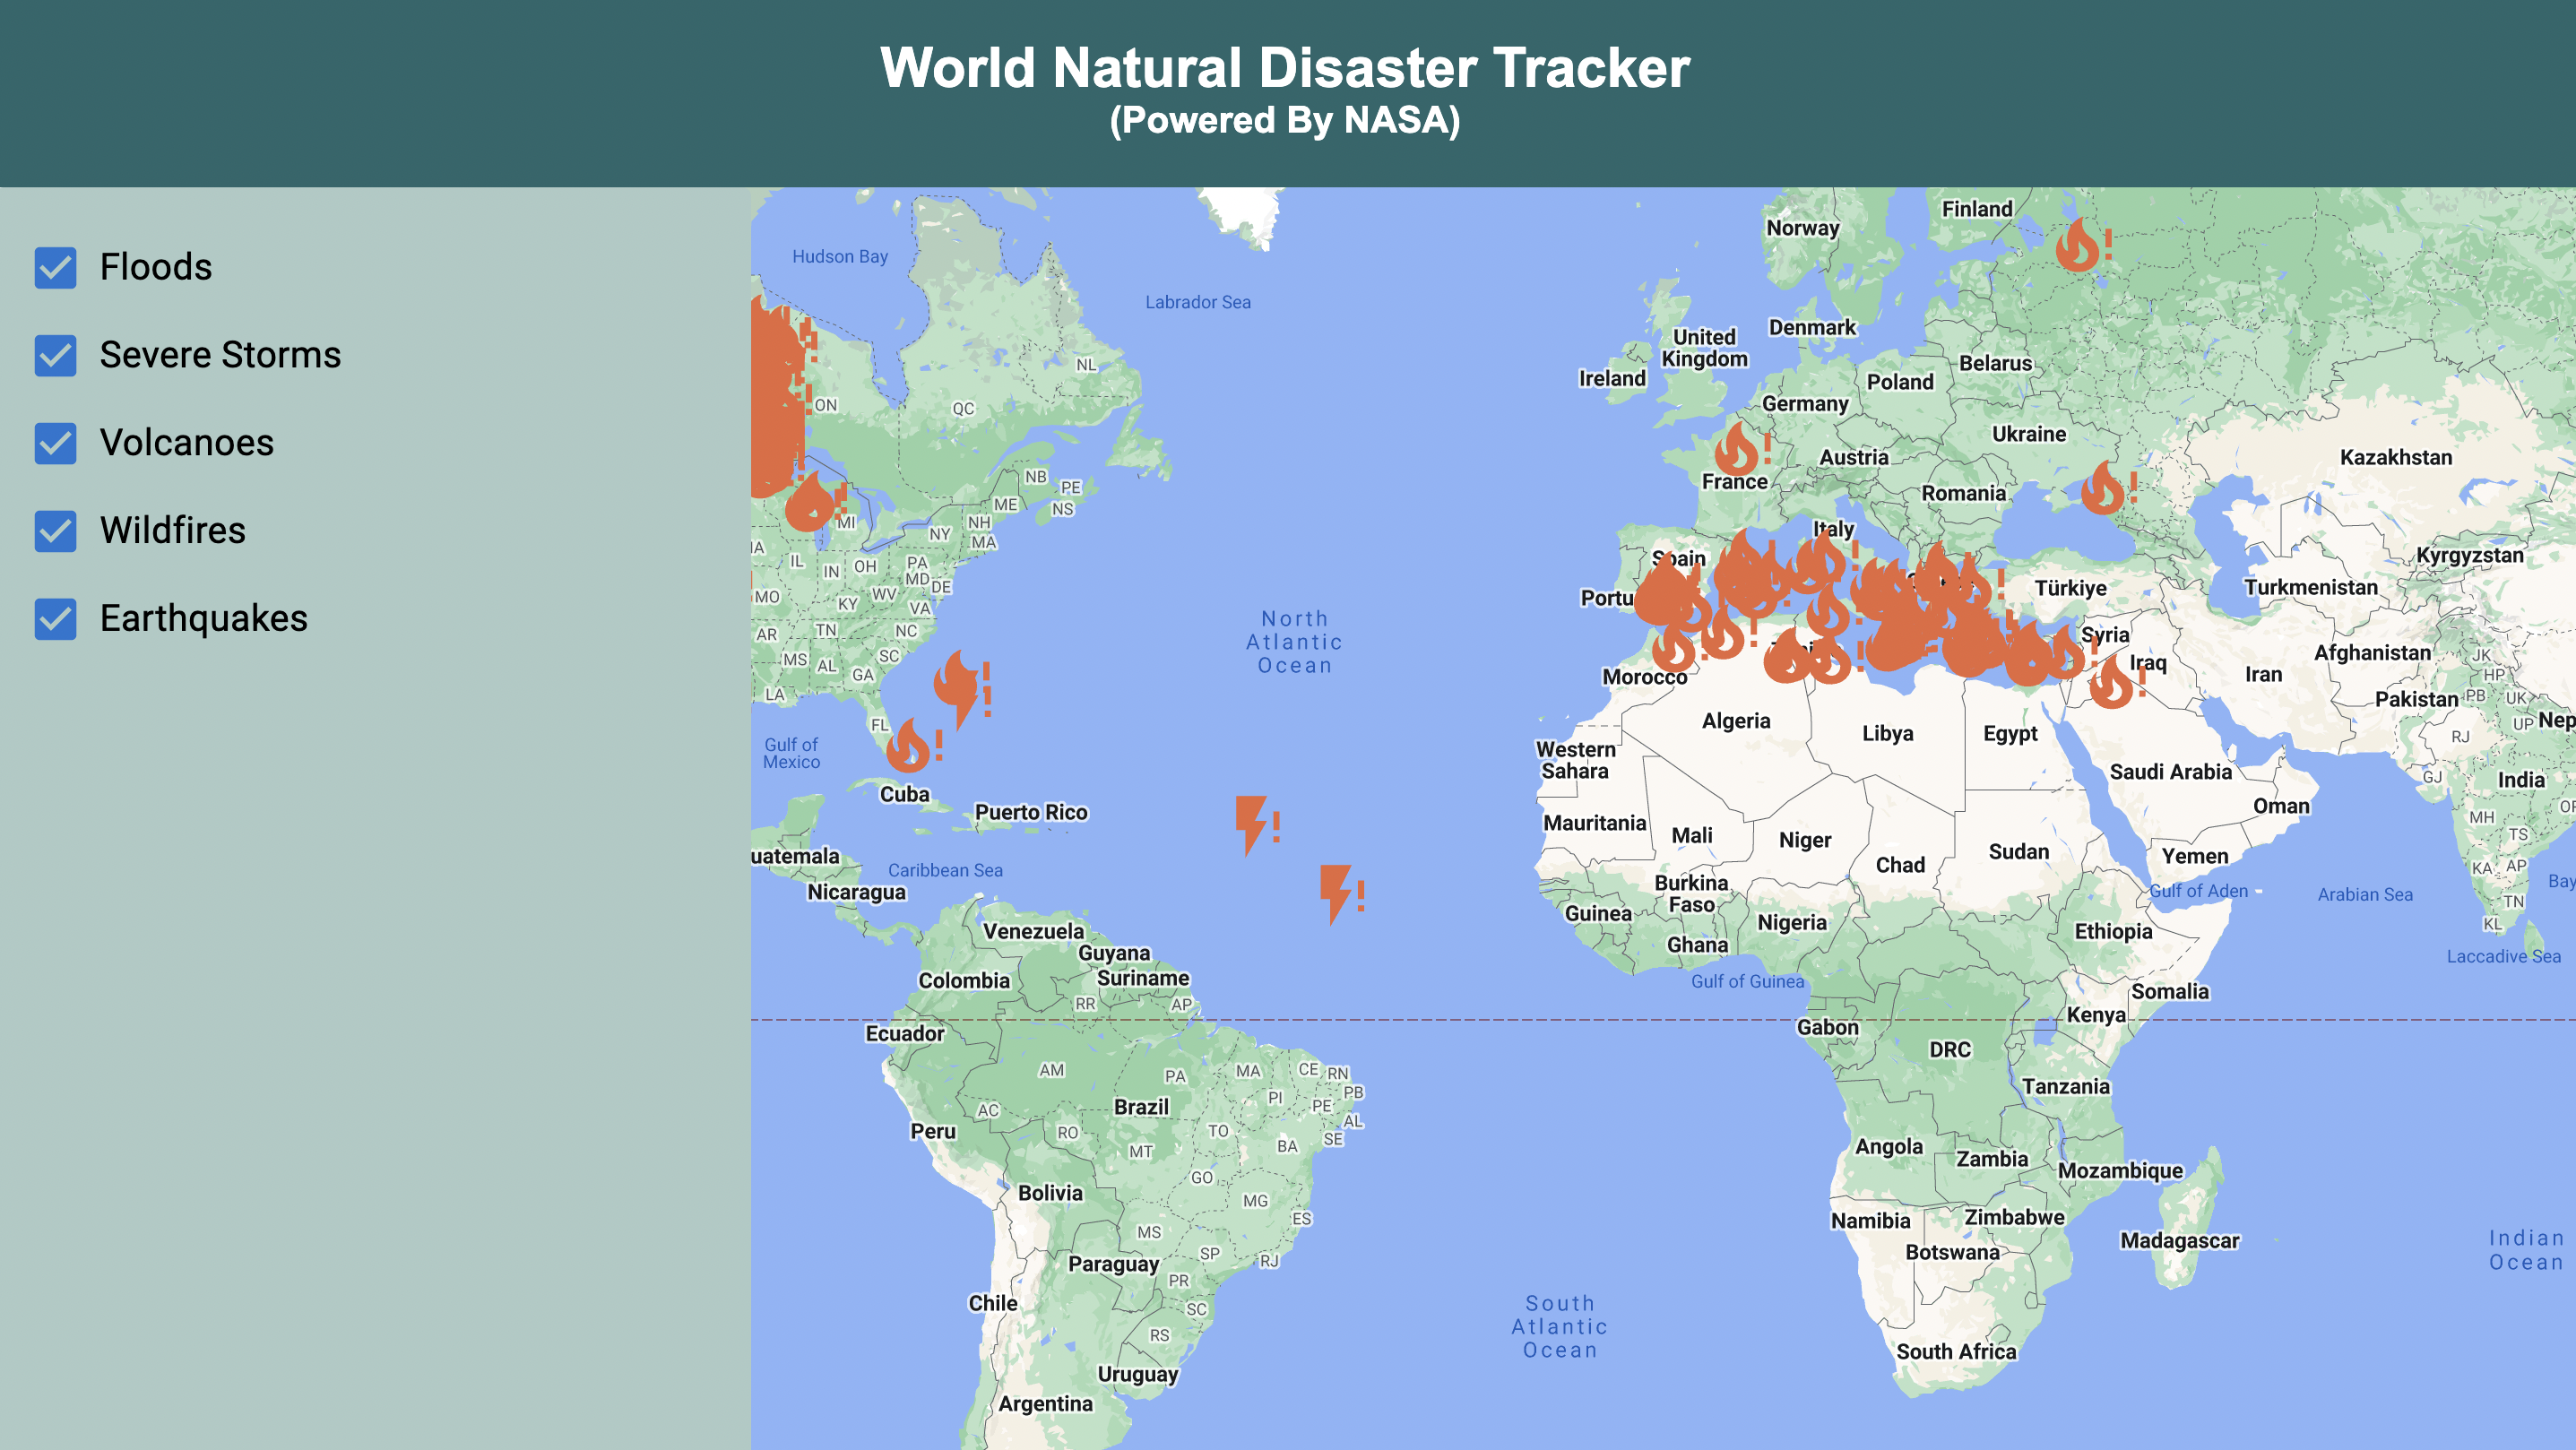 World Natural Disaster Tracker
(Powered By NASA)
Floods
Severe Storms
Volcanoes
Wildfires
Earthquakes
Finland
Norway
Hudson Bay
Labrador Sea
Denmark
United
Kingdom
NL
Belarus
Ireland
Poland
ON
QC
Germany
Ukraine
Austria
Kazakhstan
NB
PE
France
Romania
ME
NS
MI
NH
NY
MA
Italy
IA
IL
IN
OH
PA
MD
DE
Spain
Kyrgyzstan
MO
KY
WV
VA
Portu
Türkiye
Turkmenistan
AR
TN
NC
North
Atlantic
Ocean
Syria
MS
AL
SC
GA
Iraq
Afghanistan
JK
HP
LA
Morocco
Iran
Pakistan
PB
UK
FL
Algeria
Libya
Egypt
UP
Nep
RJ
Gulf of
Mexico
Western
Sahara
Saudi Arabia
GJ
India
Cuba
Puerto Rico
Oman
Mauritania
Mali
Niger
Chad
Sudan
MH
TS
uatemala
Caribbean Sea
Yemen
KA
AP
Nicaragua
Burkina
Faso
Gulf of Aden
Arabian Sea
Bay
TN
Guinea
Nigeria
Ethiopia
KL
Venezuela
Ghana
Guyana
Laccadive Sea
Colombia
Suriname
Gulf of Guinea
RR
AP
Somalia
Ecuador
Gabon
Kenya
DRC
AM
PA
MA
CE
RN
PB
Tanzania
AC
Brazil
PI
PE
AL
Peru
RO
TO
SE
MT
BA
Angola
Zambia
Mozambique
GO
Bolivia
MG
ES
Namibia
Zimbabwe
MS
SP
RJ
Botswana
Madagascar
Indian
Ocean
Paraguay
PR
Chile
SC
South
Atlantic
Ocean
RS
South Africa
Uruguay
Argentina